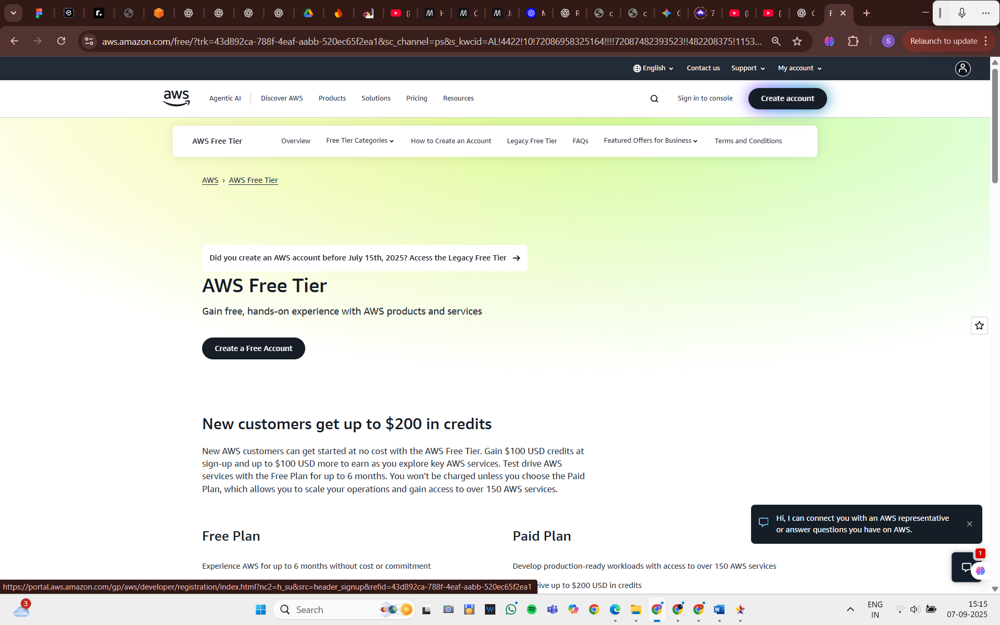 7
aws.amazon.com/free/?trk=43d892ca-788f-4eaf-aabb-520ec65f2ea1&sc_channel=ps&s_kwcid=AL!4422!10!72086958325164!!!!72087482393523!!482208375!1153...
S
Relaunch to update
English
Contact us
Support
My account
aws
Agentic AI
Discover AWS
Products
Solutions
Pricing
Resources
Sign in to console
Create account
AWS Free Tier
Overview
Free Tier Categories
How to Create an Account
Legacy Free Tier
FAQs
Featured Offers for Business
Terms and Conditions
AWS › AWS Free Tier
Did you create an AWS account before July 15th, 2025? Access the Legacy Free Tier →
AWS Free Tier
Gain free, hands-on experience with AWS products and services
Create a Free Account
New customers get up to $200 in credits
New AWS customers can get started at no cost with the AWS Free Tier. Gain $100 USD credits at
sign-up and up to $100 USD more to earn as you explore key AWS services. Test drive AWS
services with the Free Plan for up to 6 months. You won't be charged unless you choose the Paid
Plan, which allows you to scale your operations and gain access to over 150 AWS services.
Hi, I can connect you with an AWS representative
or answer questions you have on AWS.
Free Plan
Paid Plan
1
Experience AWS for up to 6 months without cost or commitment
Develop production-ready workloads with access to over 150 AWS services
eive up to $200 USD in credits
https://portal.aws.amazon.com/gp/aws/developer/registration/index.html?nc2=h_su&src=header_signup&refid=43d892ca-788f-4eaf-aabb-520ec65f2ea1
3
Search
ENG
IN
15:15
07-09-2025